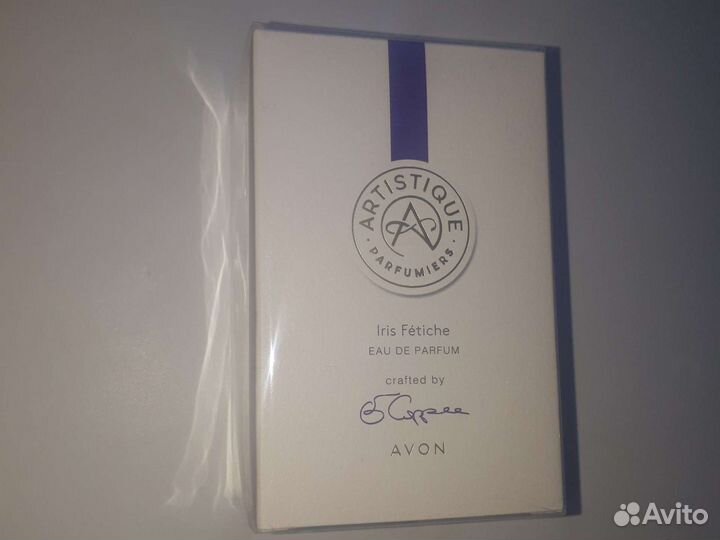 ARTISTIQUE
PARFUMIERS
Iris Fétiche
EAU DE PARFUM
crafted by
AVON
Avito